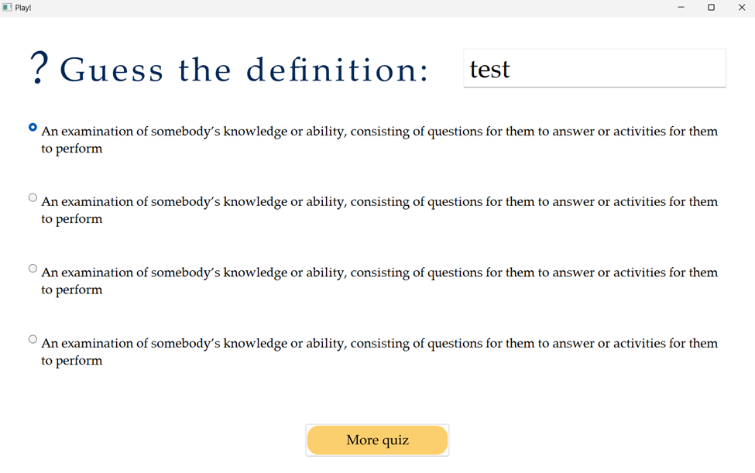 Play!
? Guess the definition:
test
An examination of somebody’s knowledge or ability, consisting of questions for them to answer or activities for them
to perform
An examination of somebody’s knowledge or ability, consisting of questions for them to answer or activities for them
to perform
An examination of somebody’s knowledge or ability, consisting of questions for them to answer or activities for them
to perform
An examination of somebody’s knowledge or ability, consisting of questions for them to answer or activities for them
to perform
More quiz